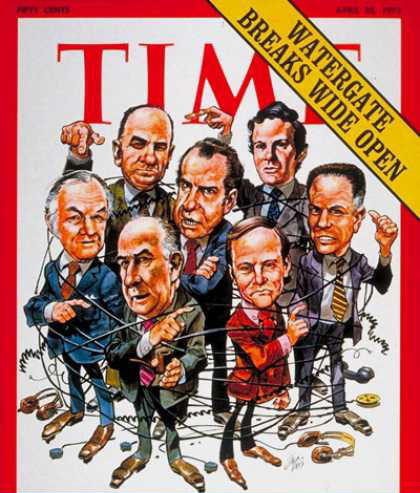 FIFTY CENTS
APRIL 30, 1973
TIME
WATERGATE
BREAKS WIDE OPEN